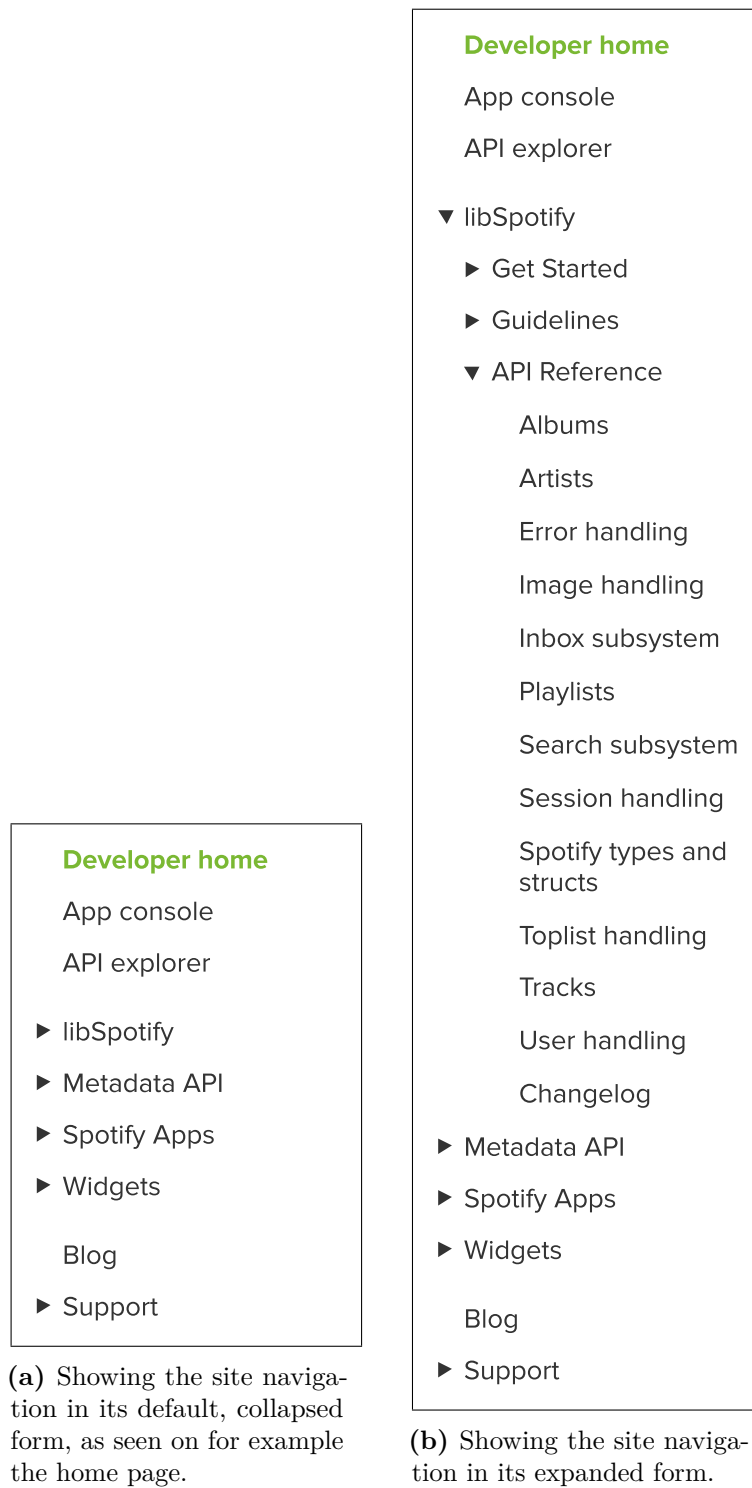 Developer home
App console
API explorer
▶ libSpotify
▶ Metadata API
▶ Spotify Apps
▶ Widgets
Blog
▶ Support
(a) Showing the site naviga-
tion in its default, collapsed
form, as seen on for example
the home page.
Developer home
App console
API explorer
▼ libSpotify
▶ Get Started
▶ Guidelines
▼ API Reference
Albums
Artists
Error handling
Image handling
Inbox subsystem
Playlists
Search subsystem
Session handling
Spotify types and
structs
Toplist handling
Tracks
User handling
Changelog
▶ Metadata API
▶ Spotify Apps
▶ Widgets
Blog
▶ Support
(b) Showing the site naviga-
tion in its expanded form.